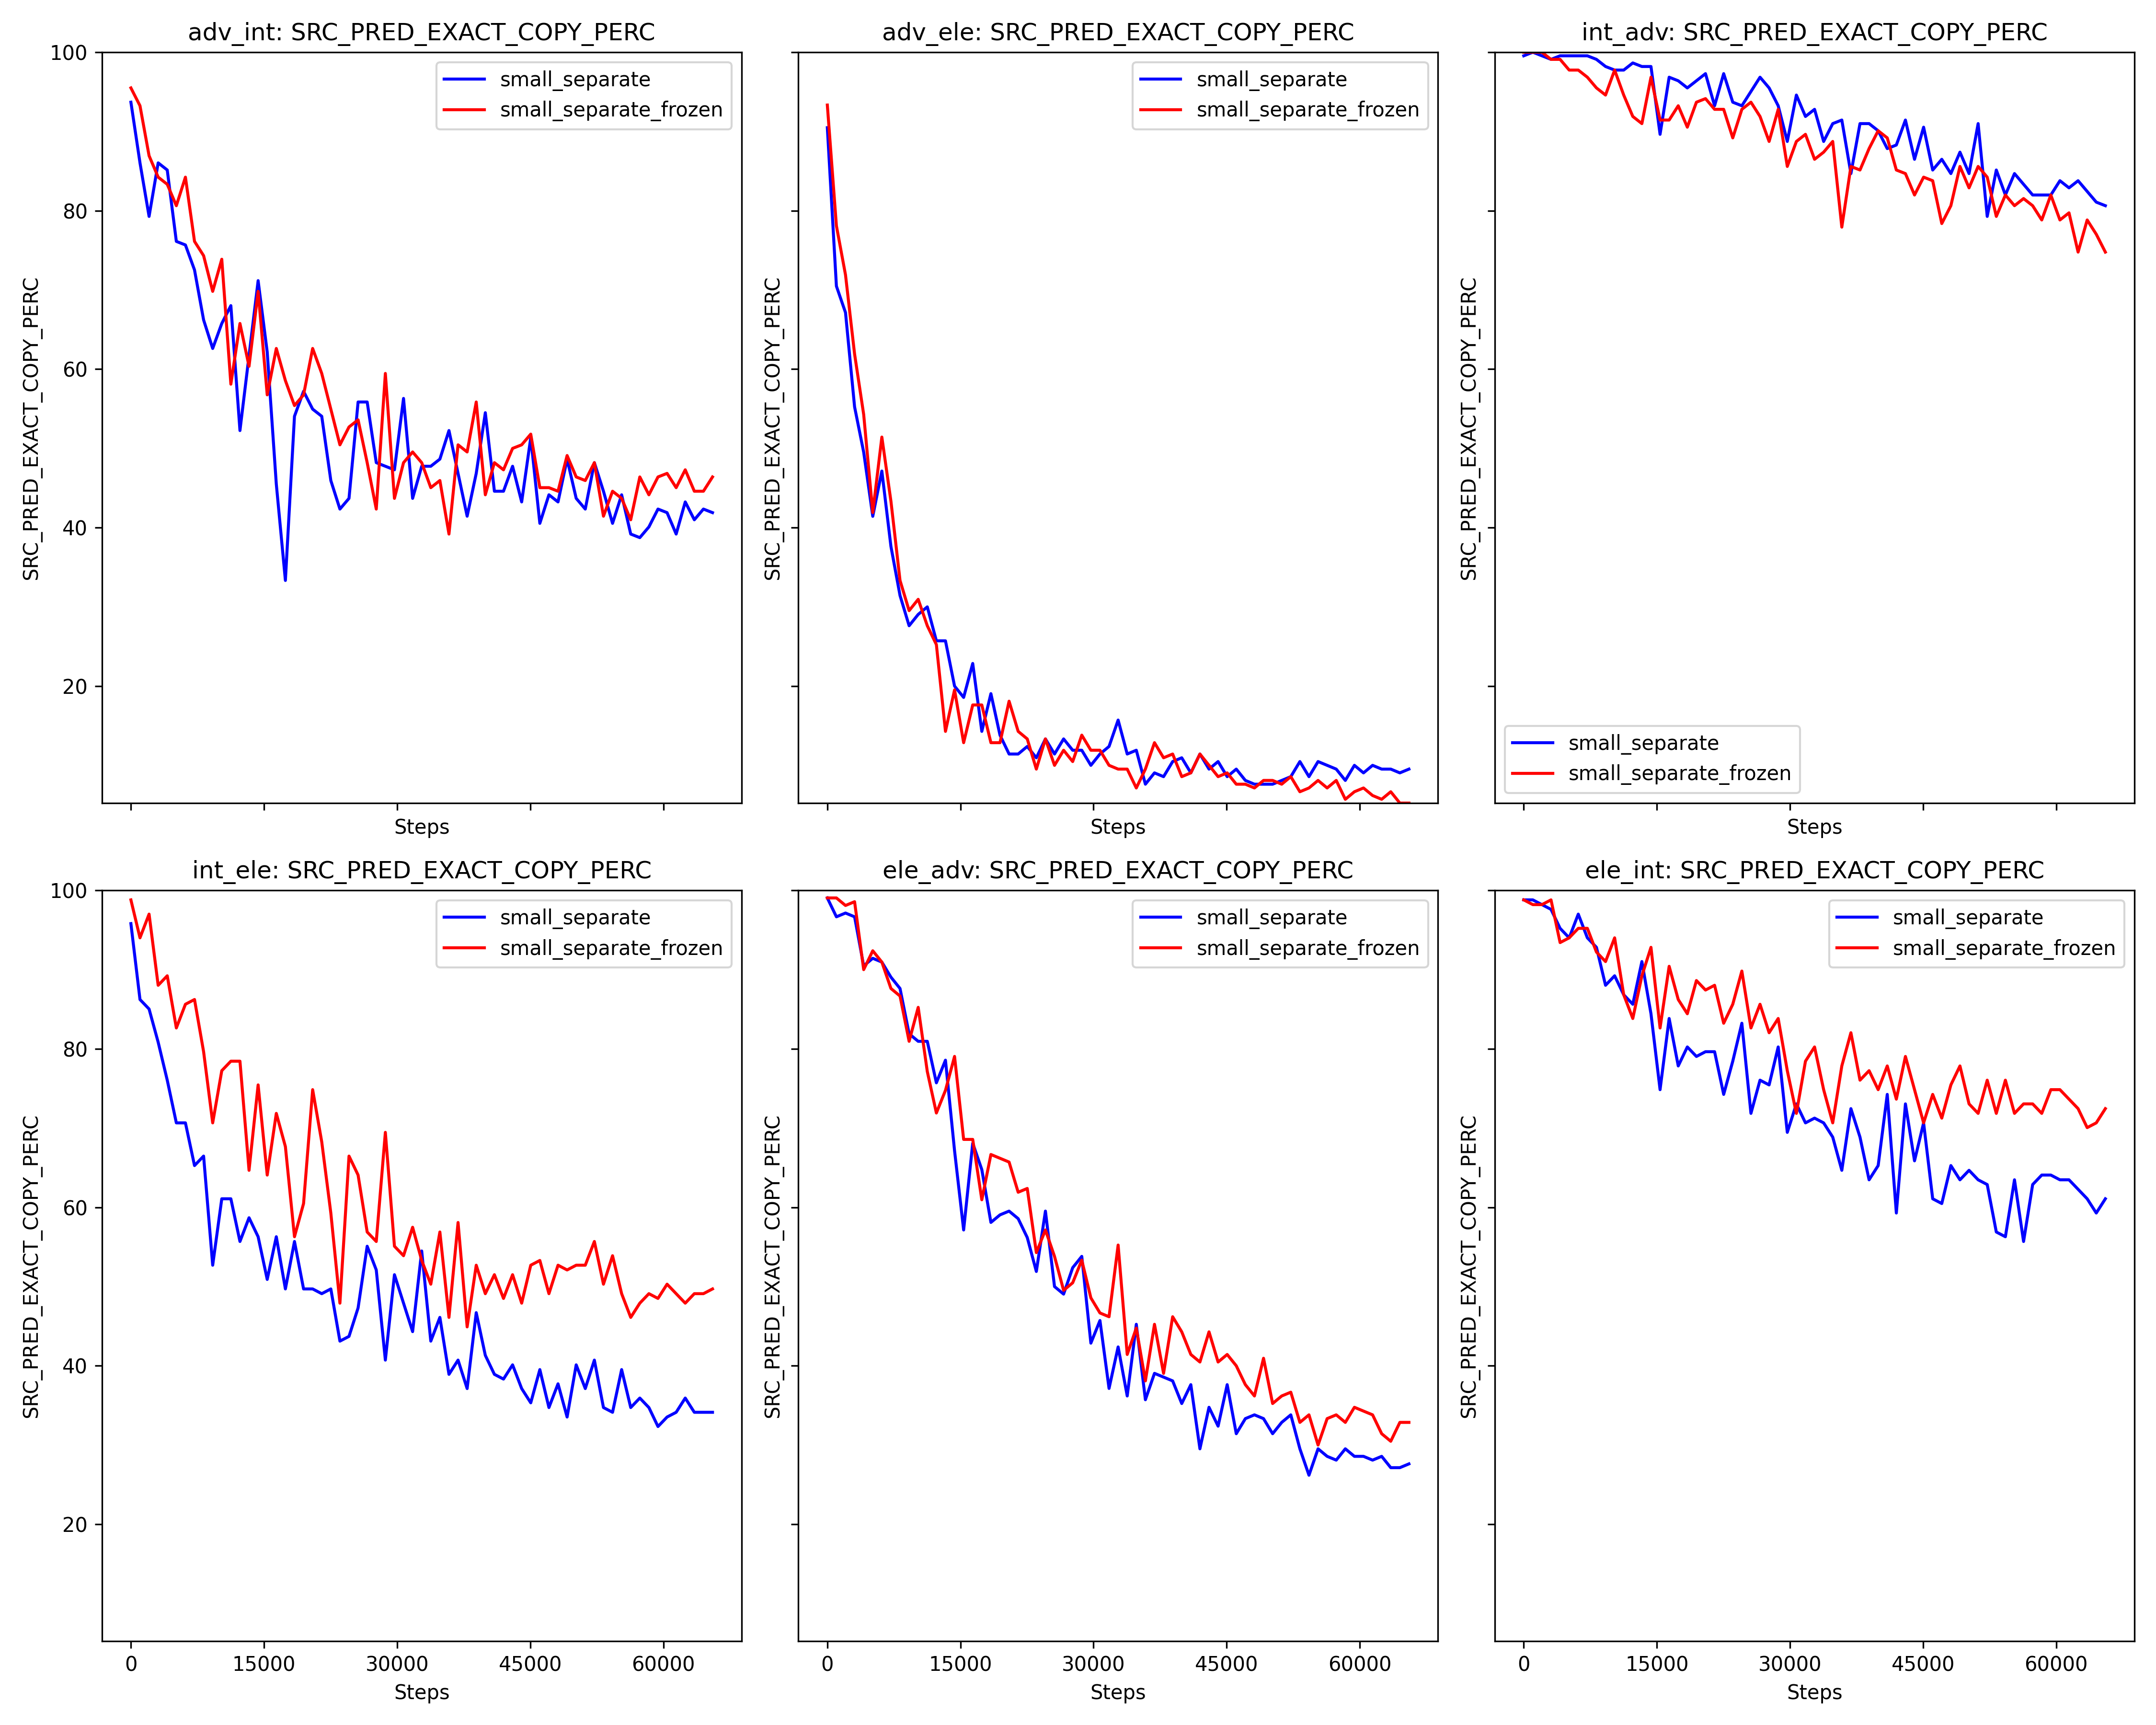 adv_int: SRC_PRED_EXACT_COPY_PERC
adv_ele: SRC_PRED_EXACT_COPY_PERC
int_adv: SRC_PRED_EXACT_COPY_PERC
100
80
60
40
20
SRC_PRED_EXACT_COPY_PERC
small_separate
small_separate_frozen
Steps
SRC_PRED_EXACT_COPY_PERC
small_separate
small_separate_frozen
Steps
SRC_PRED_EXACT_COPY_PERC
small_separate
small_separate_frozen
Steps
int_ele: SRC_PRED_EXACT_COPY_PERC
ele_adv: SRC_PRED_EXACT_COPY_PERC
ele_int: SRC_PRED_EXACT_COPY_PERC
100
80
60
40
20
SRC_PRED_EXACT_COPY_PERC
small_separate
small_separate_frozen
0 15000 30000 45000 60000
Steps
SRC_PRED_EXACT_COPY_PERC
small_separate
small_separate_frozen
0 15000 30000 45000 60000
Steps
SRC_PRED_EXACT_COPY_PERC
small_separate
small_separate_frozen
0 15000 30000 45000 60000
Steps